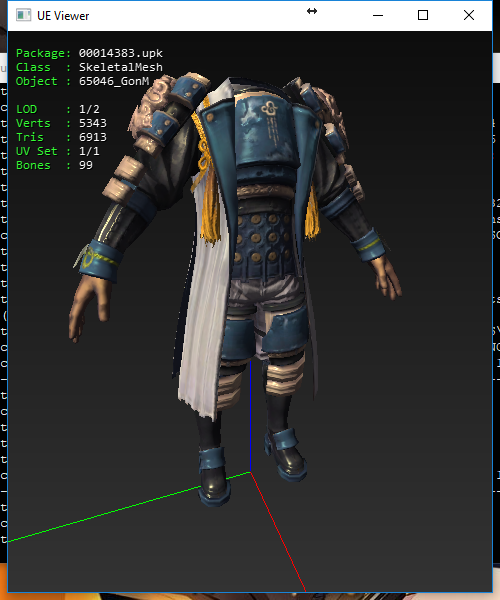 UE Viewer
Package: 00014383.upk
Class : SkeletalMesh
Object : 65046_GonM
LOD : 1/2
Verts : 5343
Tris : 6913
UV Set : 1/1
Bones : 99